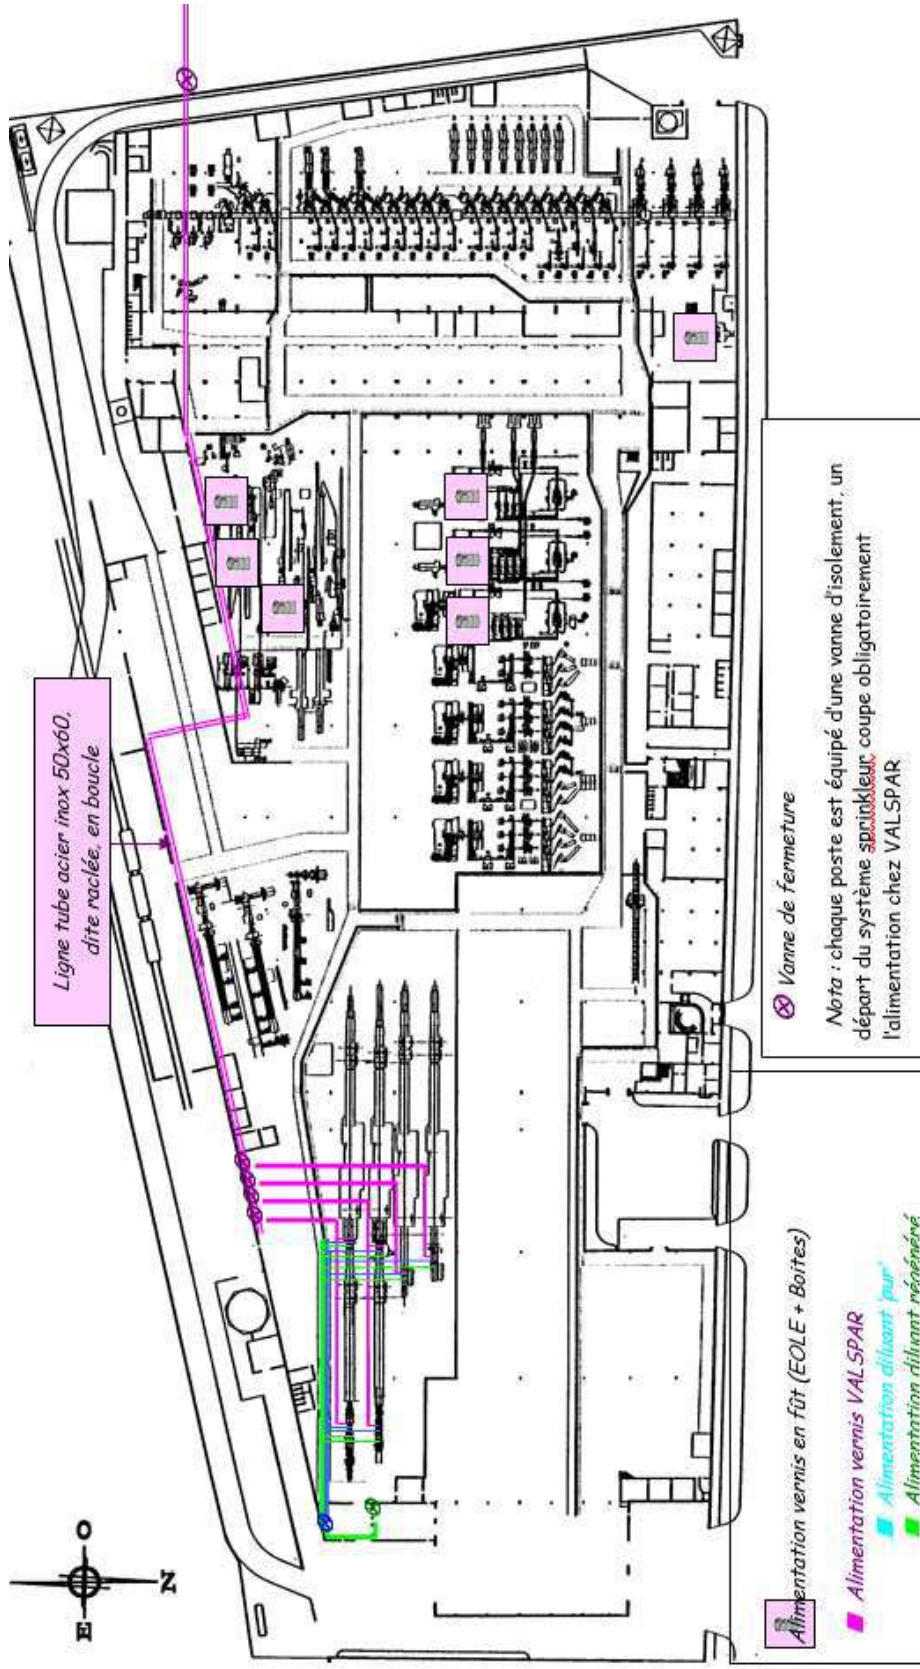 Ligne tube acier inox 50x60,
dite raclée, en boucle
Vanne de fermeture
Nota : chaque poste est équipé d'une vanne d'isolement, un
départ du système sprinkleur coupe obligatoirement
l'alimentation chez VALSPAR
Alimentation vernis en fût (EOLE + Boites)
Alimentation vernis VALSPAR
Alimentation diluant 'pur'
Alimentation diluant régénéré
O
E
N